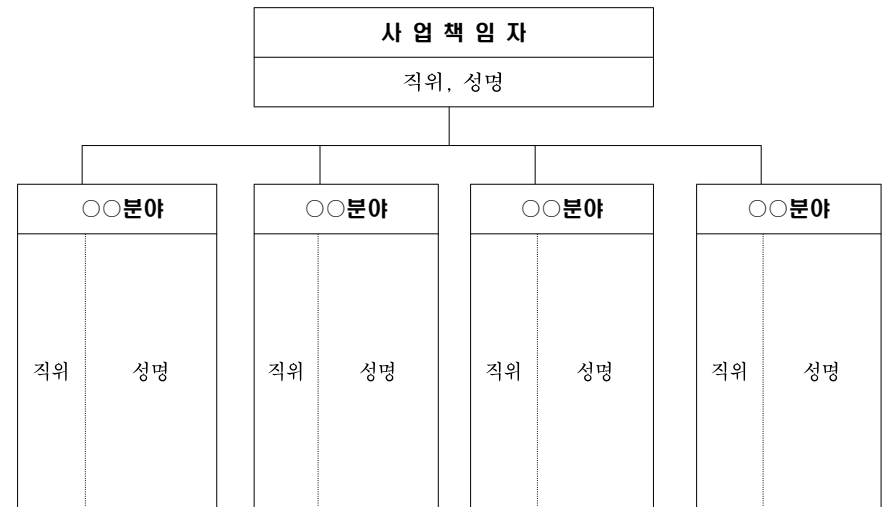 사 업 책 임 자
직위, 성명
○○분야 ○○분야 ○○분야 ○○분야
직위 성명 직위 성명 직위 성명 직위 성명